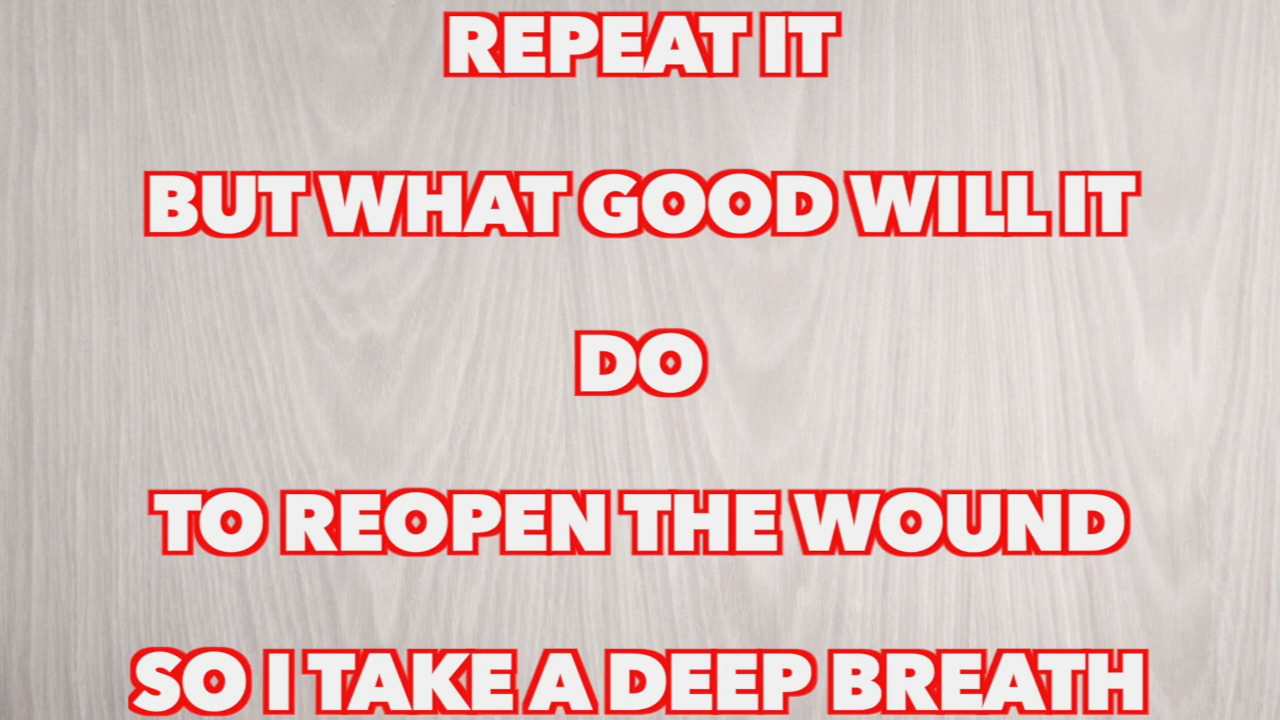 REPEAT IT
BUT WHAT GOOD WILL IT
DO
TO REOPEN THE WOUND
SO I TAKE A DEEP BREATH